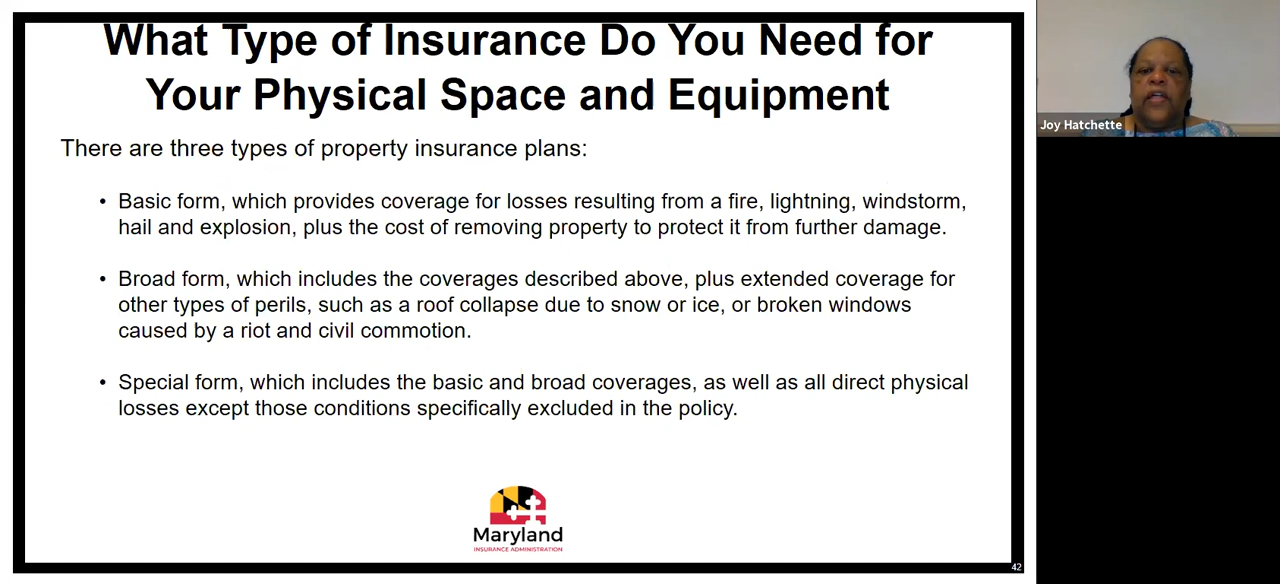 What Type of Insurance Do You Need for
Your Physical Space and Equipment
There are three types of property insurance plans:
• Basic form, which provides coverage for losses resulting from a fire, lightning, windstorm,
hail and explosion, plus the cost of removing property to protect it from further damage.
• Broad form, which includes the coverages described above, plus extended coverage for
other types of perils, such as a roof collapse due to snow or ice, or broken windows
caused by a riot and civil commotion.
• Special form, which includes the basic and broad coverages, as well as all direct physical
losses except those conditions specifically excluded in the policy.
Maryland
INSURANCE ADMINISTRATION
42
Joy Hatchette